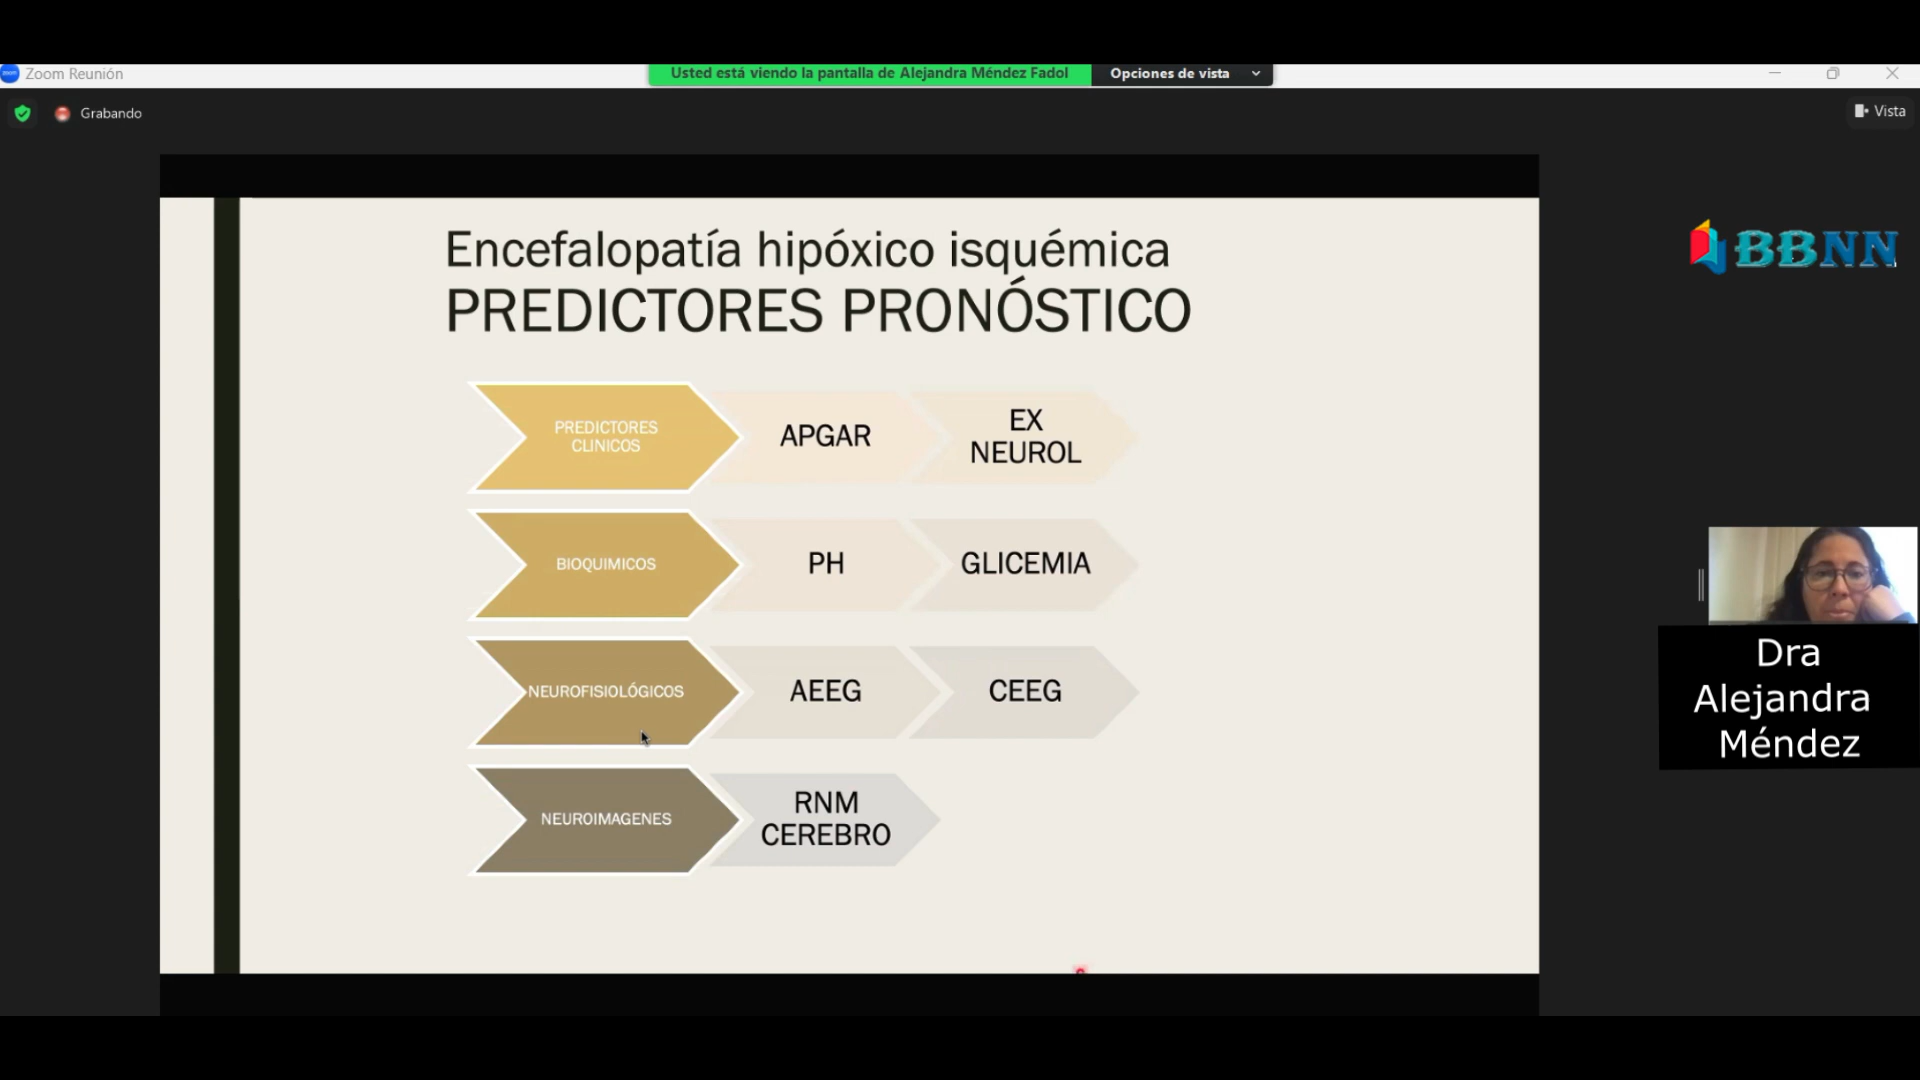 Zoom Reunión
Usted está viendo la pantalla de Alejandra Méndez Fadol
Opciones de vista
Grabando
Vista
Encefalopatía hipóxico isquémica
PREDICTORES PRONÓSTICO
BBNN
PREDICTORES
CLINICOS
APGAR
EX
NEUROL
BIOQUIMICOS
PH
GLICEMIA
NEUROFISIOLÓGICOS
AEEG
CEEG
NEUROIMAGENES
RNM
CEREBRO
Dra
Alejandra
Méndez